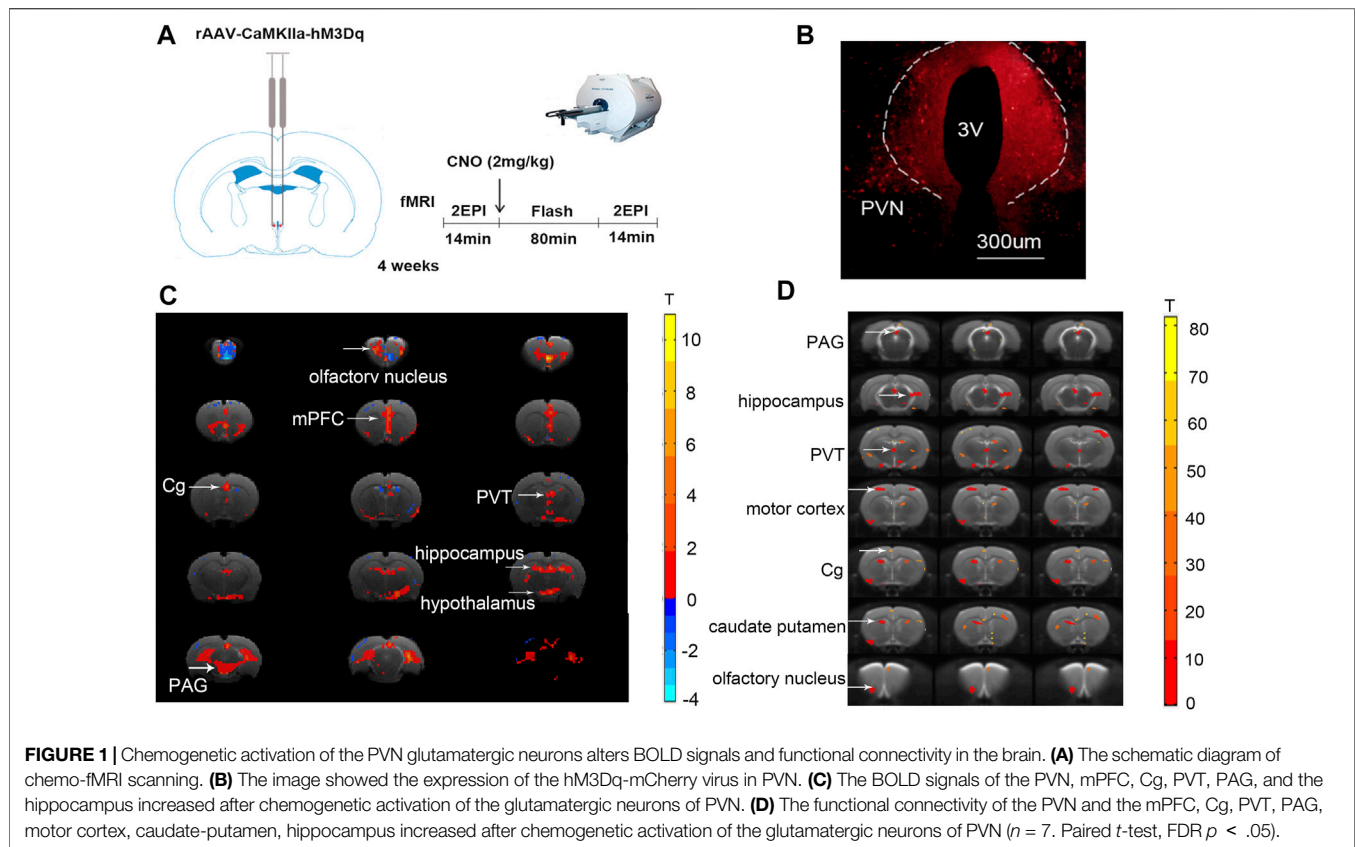 A
rAAV-CaMKIIa-hM3Dq
CNO (2mg/kg)
fMRI
2EPI
Flash
2EPI
14min
80min
14min
4 weeks
B
3V
PVN
300um
C
olfactorv nucleus
mPFC
Cg
PVT
hippocampus
hypothalamus
PAG
T
10
8
6
4
2
0
-2
-4
D
PAG
hippocampus
PVT
motor cortex
Cg
caudate putamen
olfactory nucleus
T
80
70
60
50
40
30
20
10
0
FIGURE 1 | Chemogenetic activation of the PVN glutamatergic neurons alters BOLD signals and functional connectivity in the brain. (A) The schematic diagram of
chemo-fMRI scanning. (B) The image showed the expression of the hM3Dq-mCherry virus in PVN. (C) The BOLD signals of the PVN, mPFC, Cg, PVT, PAG, and the
hippocampus increased after chemogenetic activation of the glutamatergic neurons of PVN. (D) The functional connectivity of the PVN and the mPFC, Cg, PVT, PAG,
motor cortex, caudate-putamen, hippocampus increased after chemogenetic activation of the glutamatergic neurons of PVN (n = 7. Paired t-test, FDR p < .05).